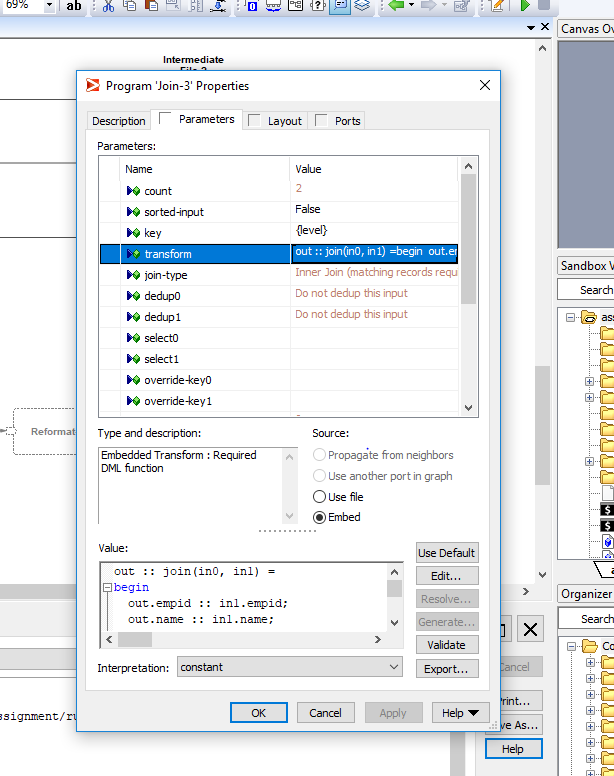 69%
ab
Canvas Ov
Intermediate
File-2
Program 'Join-3' Properties
Description
Parameters
Layout
Ports
Parameters:
Name Value
count 2
sorted-input False
key {level}
transform out :: join(in0, in1) =begin out.em
join-type Inner Join (matching records requ
dedup0 Do not dedup this input
dedup1 Do not dedup this input
select0
select1
override-key0
override-key1
Type and description:
Embedded Transform : Required
DML function
Source:
Propagate from neighbors
Use another port in graph
Use file
Embed
Value:
out :: join(in0, in1) =
begin
out.empid :: in1.empid;
out.name :: in1.name;
Use Default
Edit...
Resolve...
Generate...
Validate
Export...
Interpretation: constant
OK
Cancel
Apply
Help
Reformat
ssignment/ru
Cancel
Print...
ve As...
Help
Sandbox V
Search
ass
$
$
a
Organizer
Search
Co